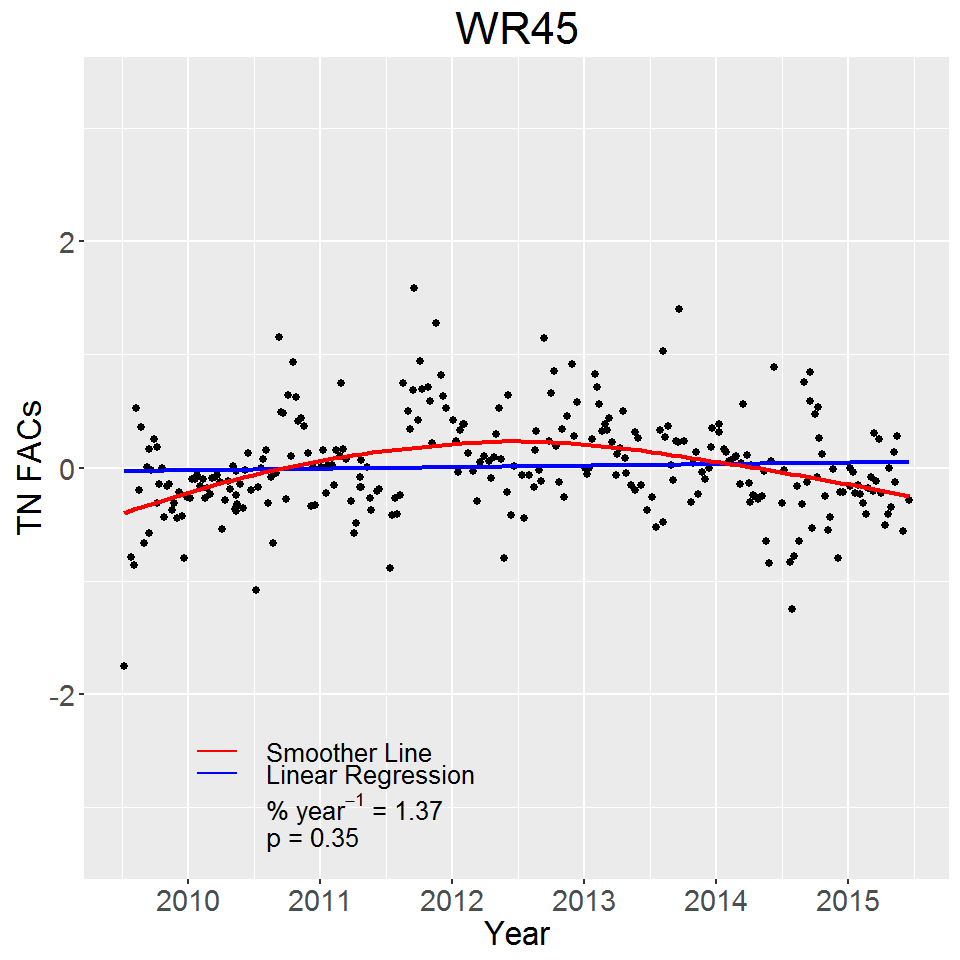 WR45
2
0
-2
TN FACs
Smoother Line
Linear Regression
% year⁻¹ = 1.37
p = 0.35
2010 2011 2012 2013 2014 2015
Year